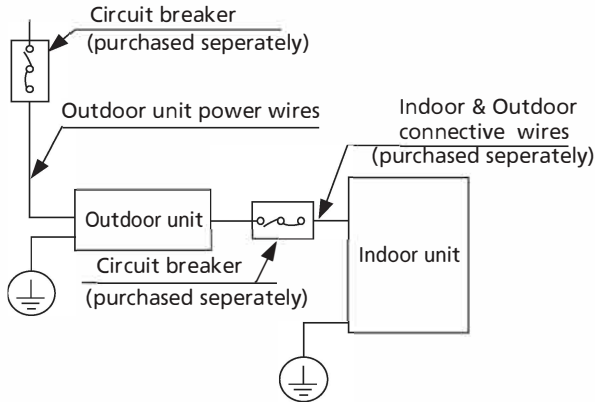 Circuit breaker
(purchased seperately)
Outdoor unit power wires
Indoor & Outdoor
connective wires
(purchased seperately)
Outdoor unit
Indoor unit
Circuit breaker
(purchased seperately)